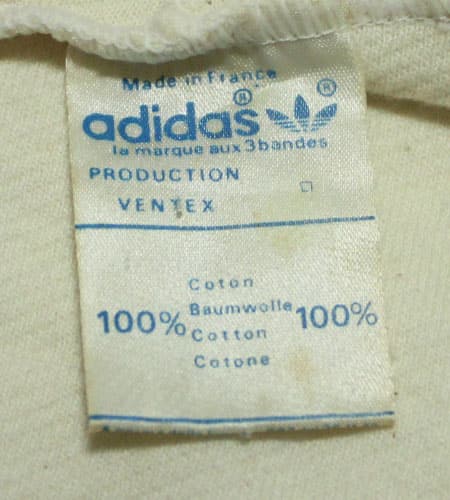 Made in France
adidas® ®
la marque aux 3 bandes
PRODUCTION
VENTEX
Coton
Baumwolle
100% 100%
Cotton
Cotone